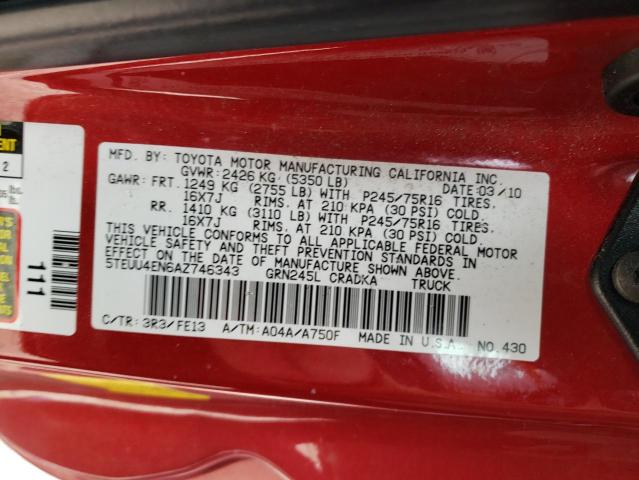 MFD. BY: TOYOTA MOTOR MANUFACTURING CALIFORNIA INC.
GVWR: 2426 KG (5350 LB) DATE: 03/10
GAWR: FRT. 1249 KG (2755 LB) WITH P245/75R16 TIRES,
16X7J RIMS, AT 210 KPA (30 PSI) COLD.
RR. 1410 KG (3110 LB) WITH P245/75R16 TIRES,
16X7J RIMS, AT 210 KPA (30 PSI) COLD.
THIS VEHICLE CONFORMS TO ALL APPLICABLE FEDERAL MOTOR
VEHICLE SAFETY AND THEFT PREVENTION STANDARDS IN
EFFECT ON THE DATE OF MANUFACTURE SHOWN ABOVE.
5TEUU4EN6AZ746343 GRN245L CRADKA TRUCK
C/TR: 3R3/FE13 A/TM: A04A/A750F MADE IN U.S.A. NO. 430
111
2
lbs.